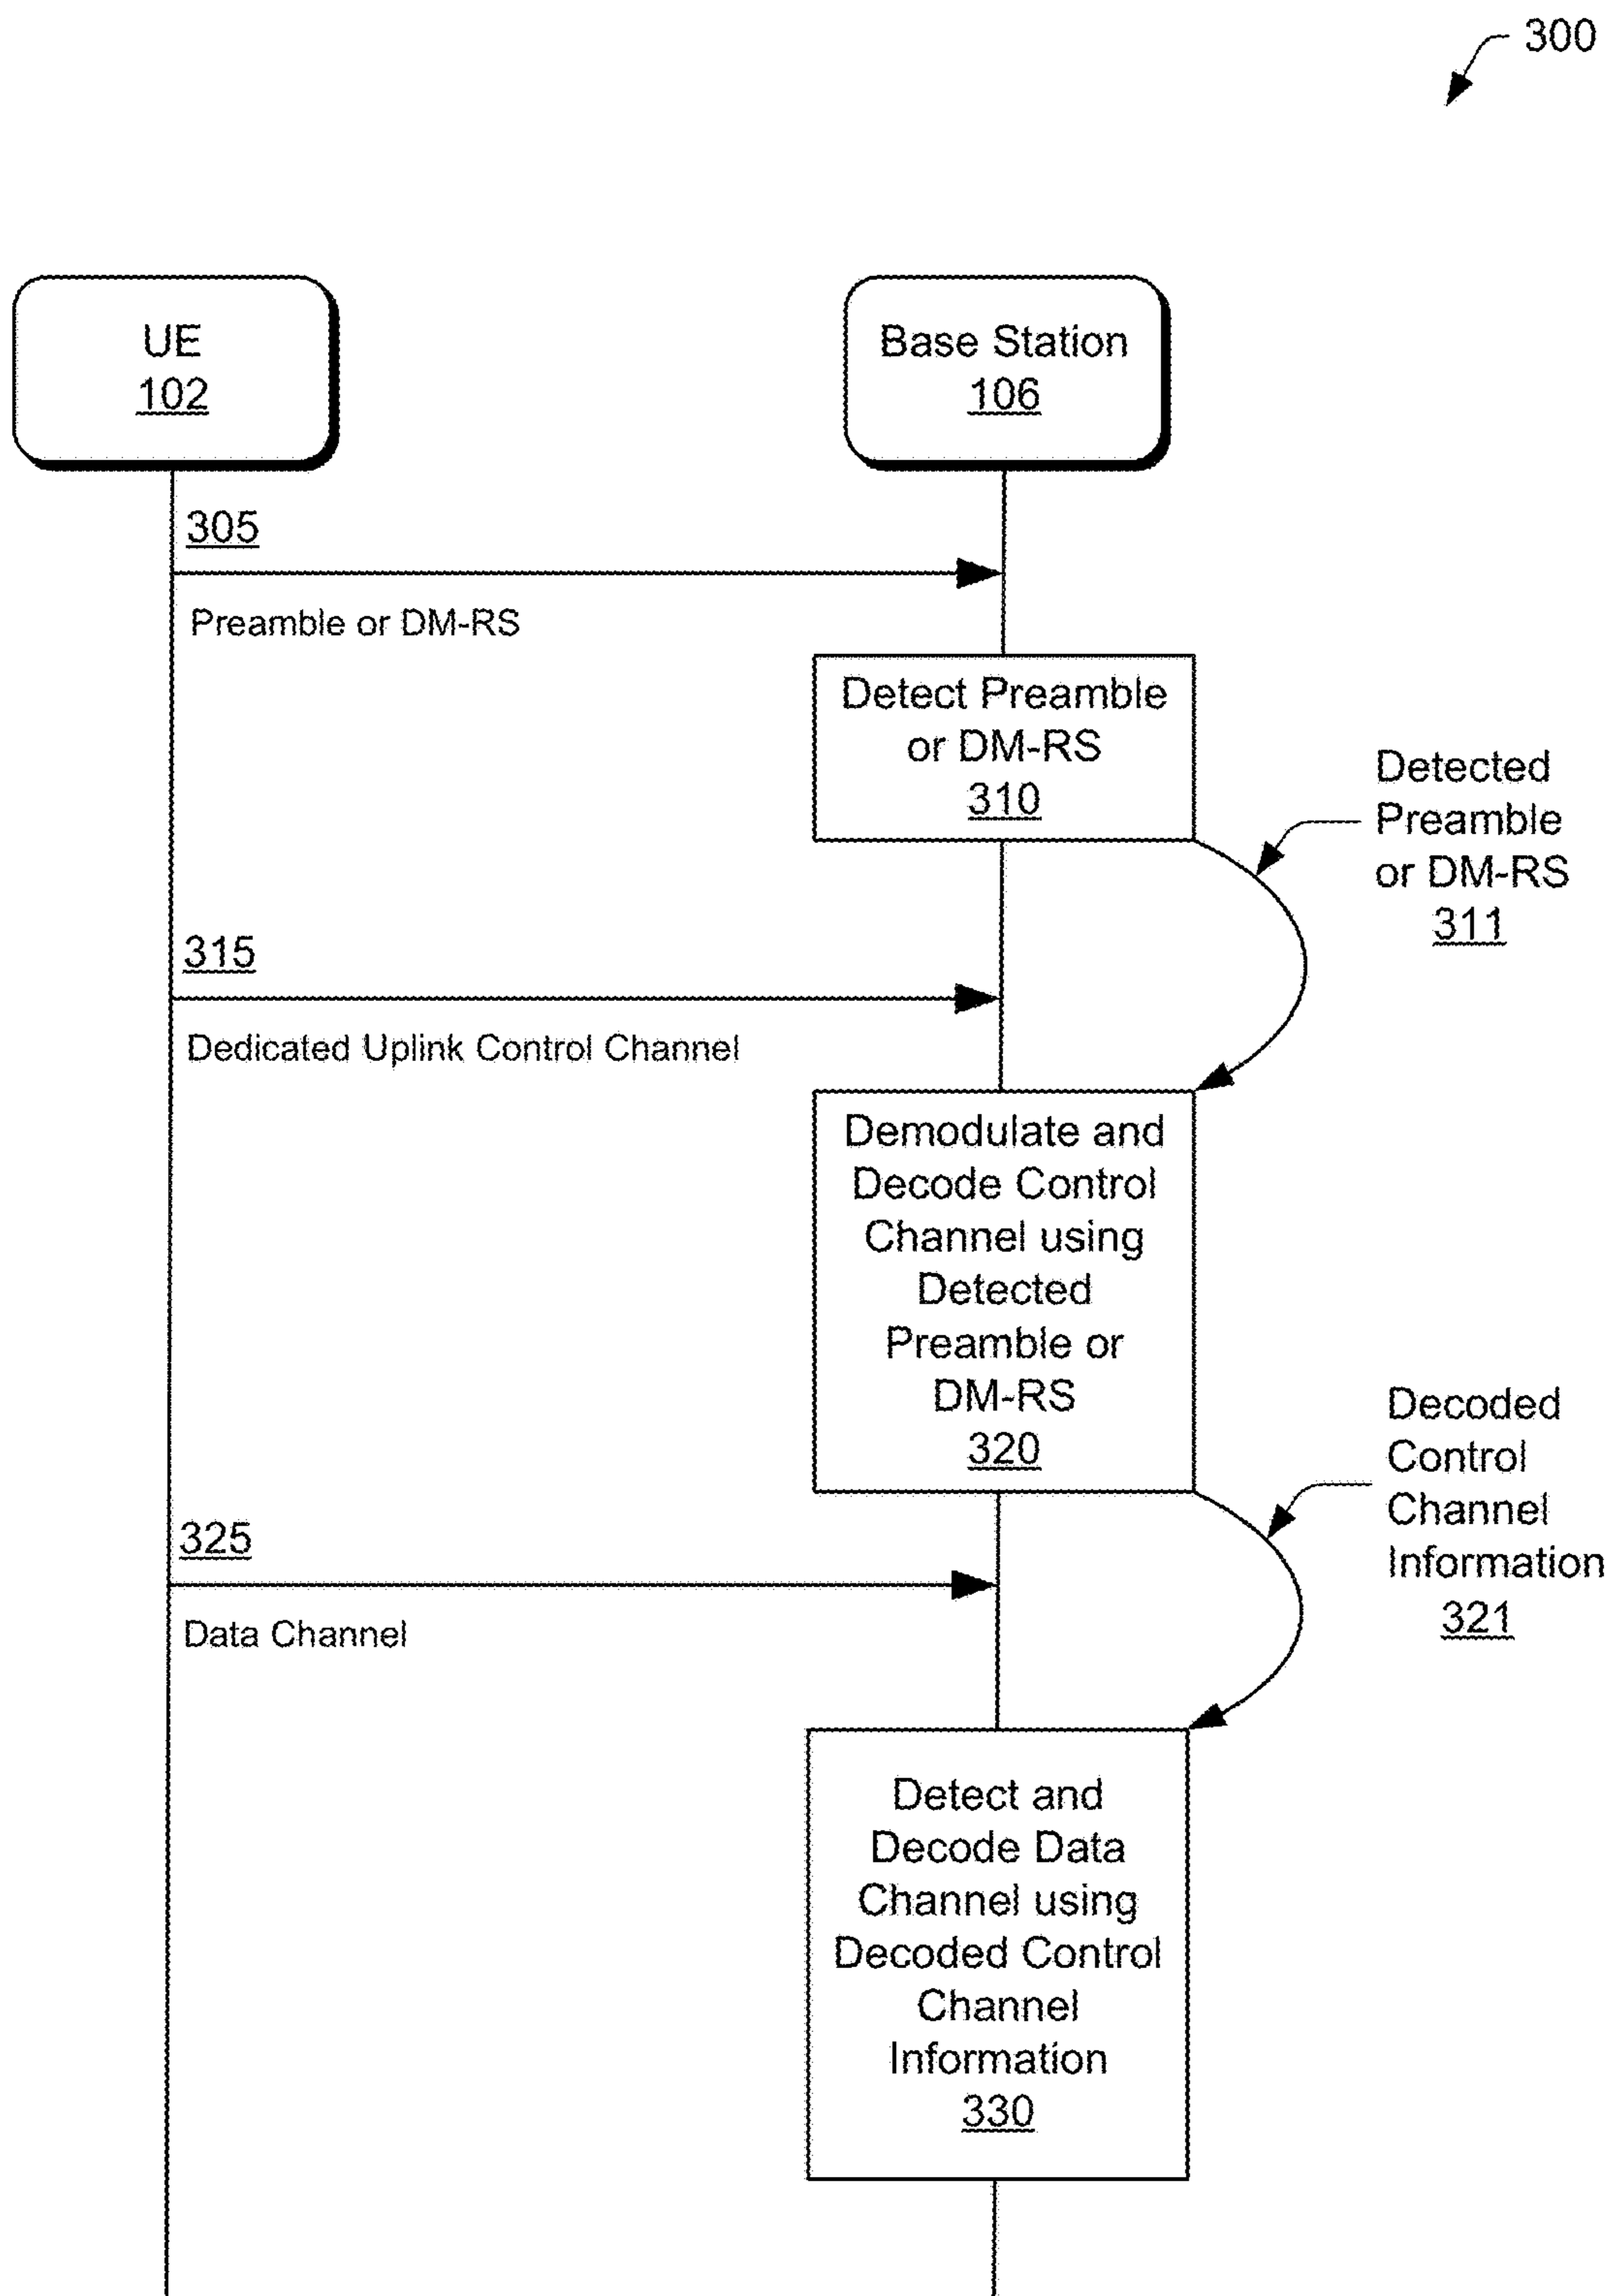 300
UE
102
Base Station
106
305
Preamble or DM-RS
Detect Preamble
or DM-RS
310
Detected
Preamble
or DM-RS
311
315
Dedicated Uplink Control Channel
Demodulate and
Decode Control
Channel using
Detected
Preamble or
DM-RS
320
Decoded
Control
Channel
Information
321
325
Data Channel
Detect and
Decode Data
Channel using
Decoded Control
Channel
Information
330